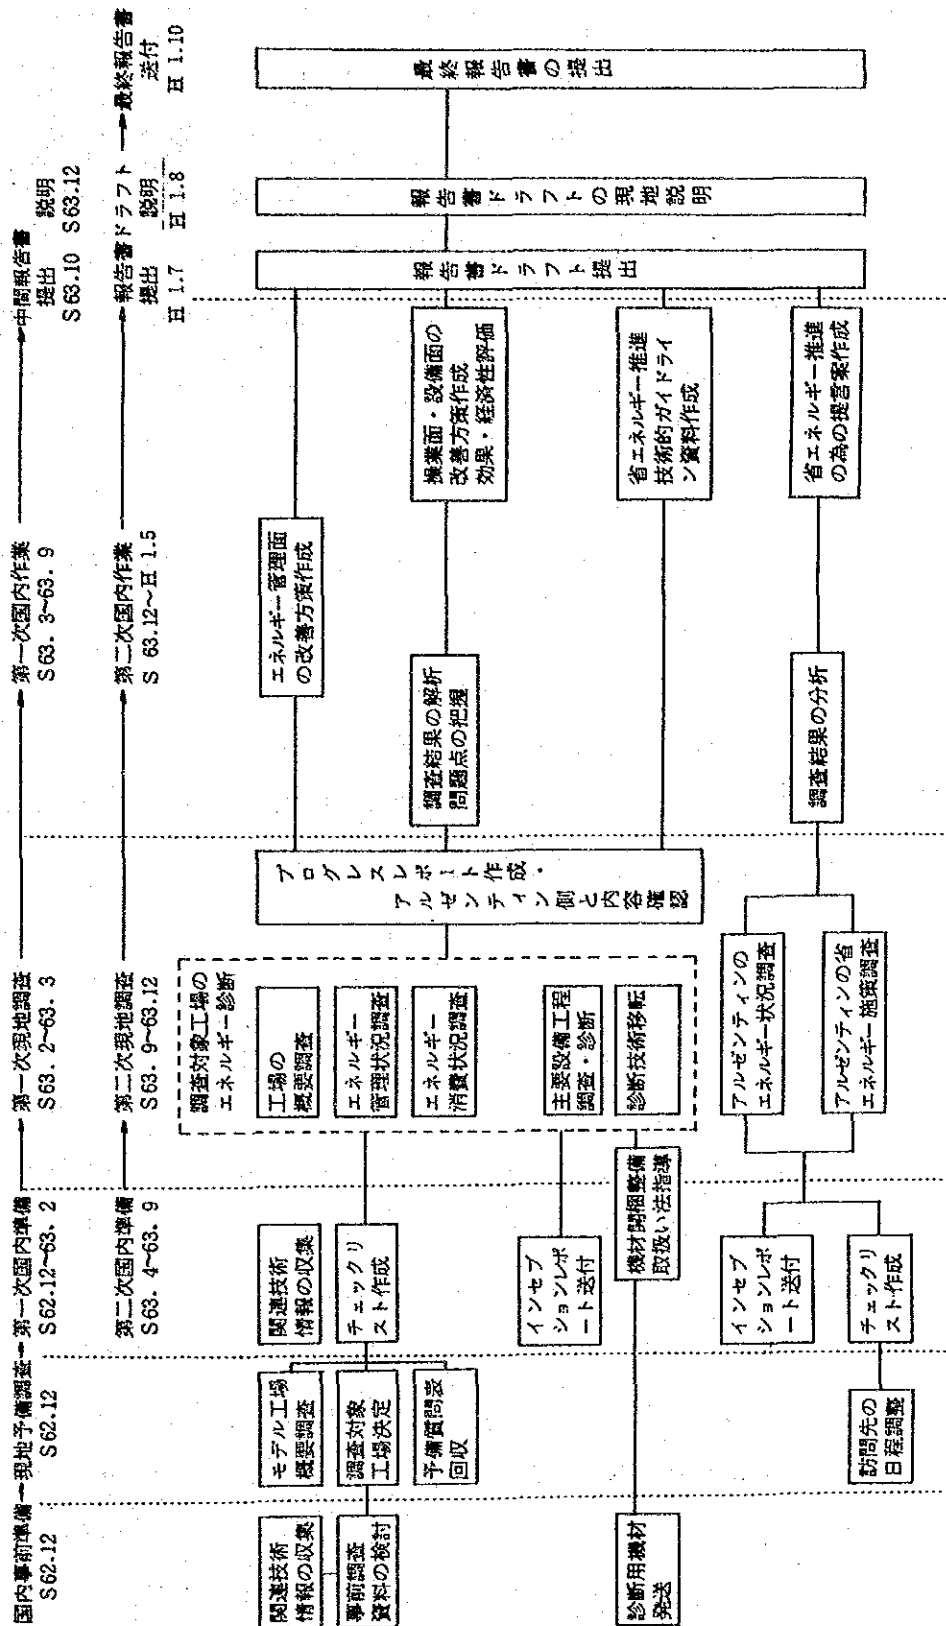 国内事前準備→現地予備調査→第一次国内準備→第一次現地調査→第一次国内作業→中間報告書
提出 説明
S62.12 S62.12 S62.12~63.2 S63.2~63.3 S63.3~63.9 S63.10 S63.12
第二次国内準備→第二次現地調査→第二次国内作業→報告書ドラフト→最終報告書
提出 説明 送付
S63.4~63.9 S63.9~63.12 S63.12~H1.5 H1.7 H1.8 H1.10
関連技術
情報の収集
事前調査
資料の検討
診断用機材
発送
モデル工場
概要調査
調査対象
工場決定
予備質問表
回収
訪問先の
日程調整
関連技術
情報の収集
チェックリ
スト作成
インセプ
ションレポ
ート送付
機材開梱整備
取扱い法指導
インセプ
ションレポ
ート送付
チェックリ
スト作成
調査対象工場の
エネルギー診断
工場の
概要調査
エネルギー
管理状況調査
エネルギー
消費状況調査
主要設備工程
調査・診断
診断技術移転
アルゼンティンの
エネルギー状況調査
アルゼンティンの省
エネルギー施策調査
プログレスレポート作成・
アルゼンティン側と内容確認
エネルギー管理面
の改善方策作成
調査結果の解析
問題点の把握
調査結果の分析
操業面・設備面の
改善方策作成
効果・経済性評価
省エネルギー推進
技術的ガイドライ
ン資料作成
省エネルギー推進
の為の提言案作成
報告書ドラフト提出
報告書ドラフトの現地説明
最終報告書の提出